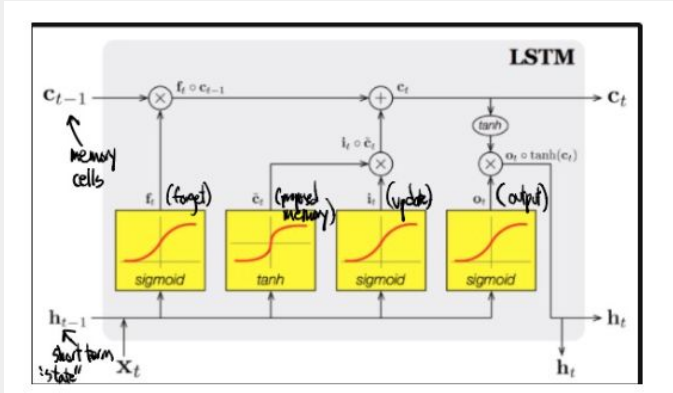 LSTM
f_t ∘ c_{t−1}
c_t
c_{t−1}
c_t
tanh
memory
cells
i_t ∘ c̃_t
o_t ∘ tanh(c_t)
f_t (forget)
c̃_t (proposed
memory)
i_t (update)
o_t (output)
sigmoid
tanh
sigmoid
sigmoid
h_{t−1}
h_t
short term
"state"
x_t
h_t